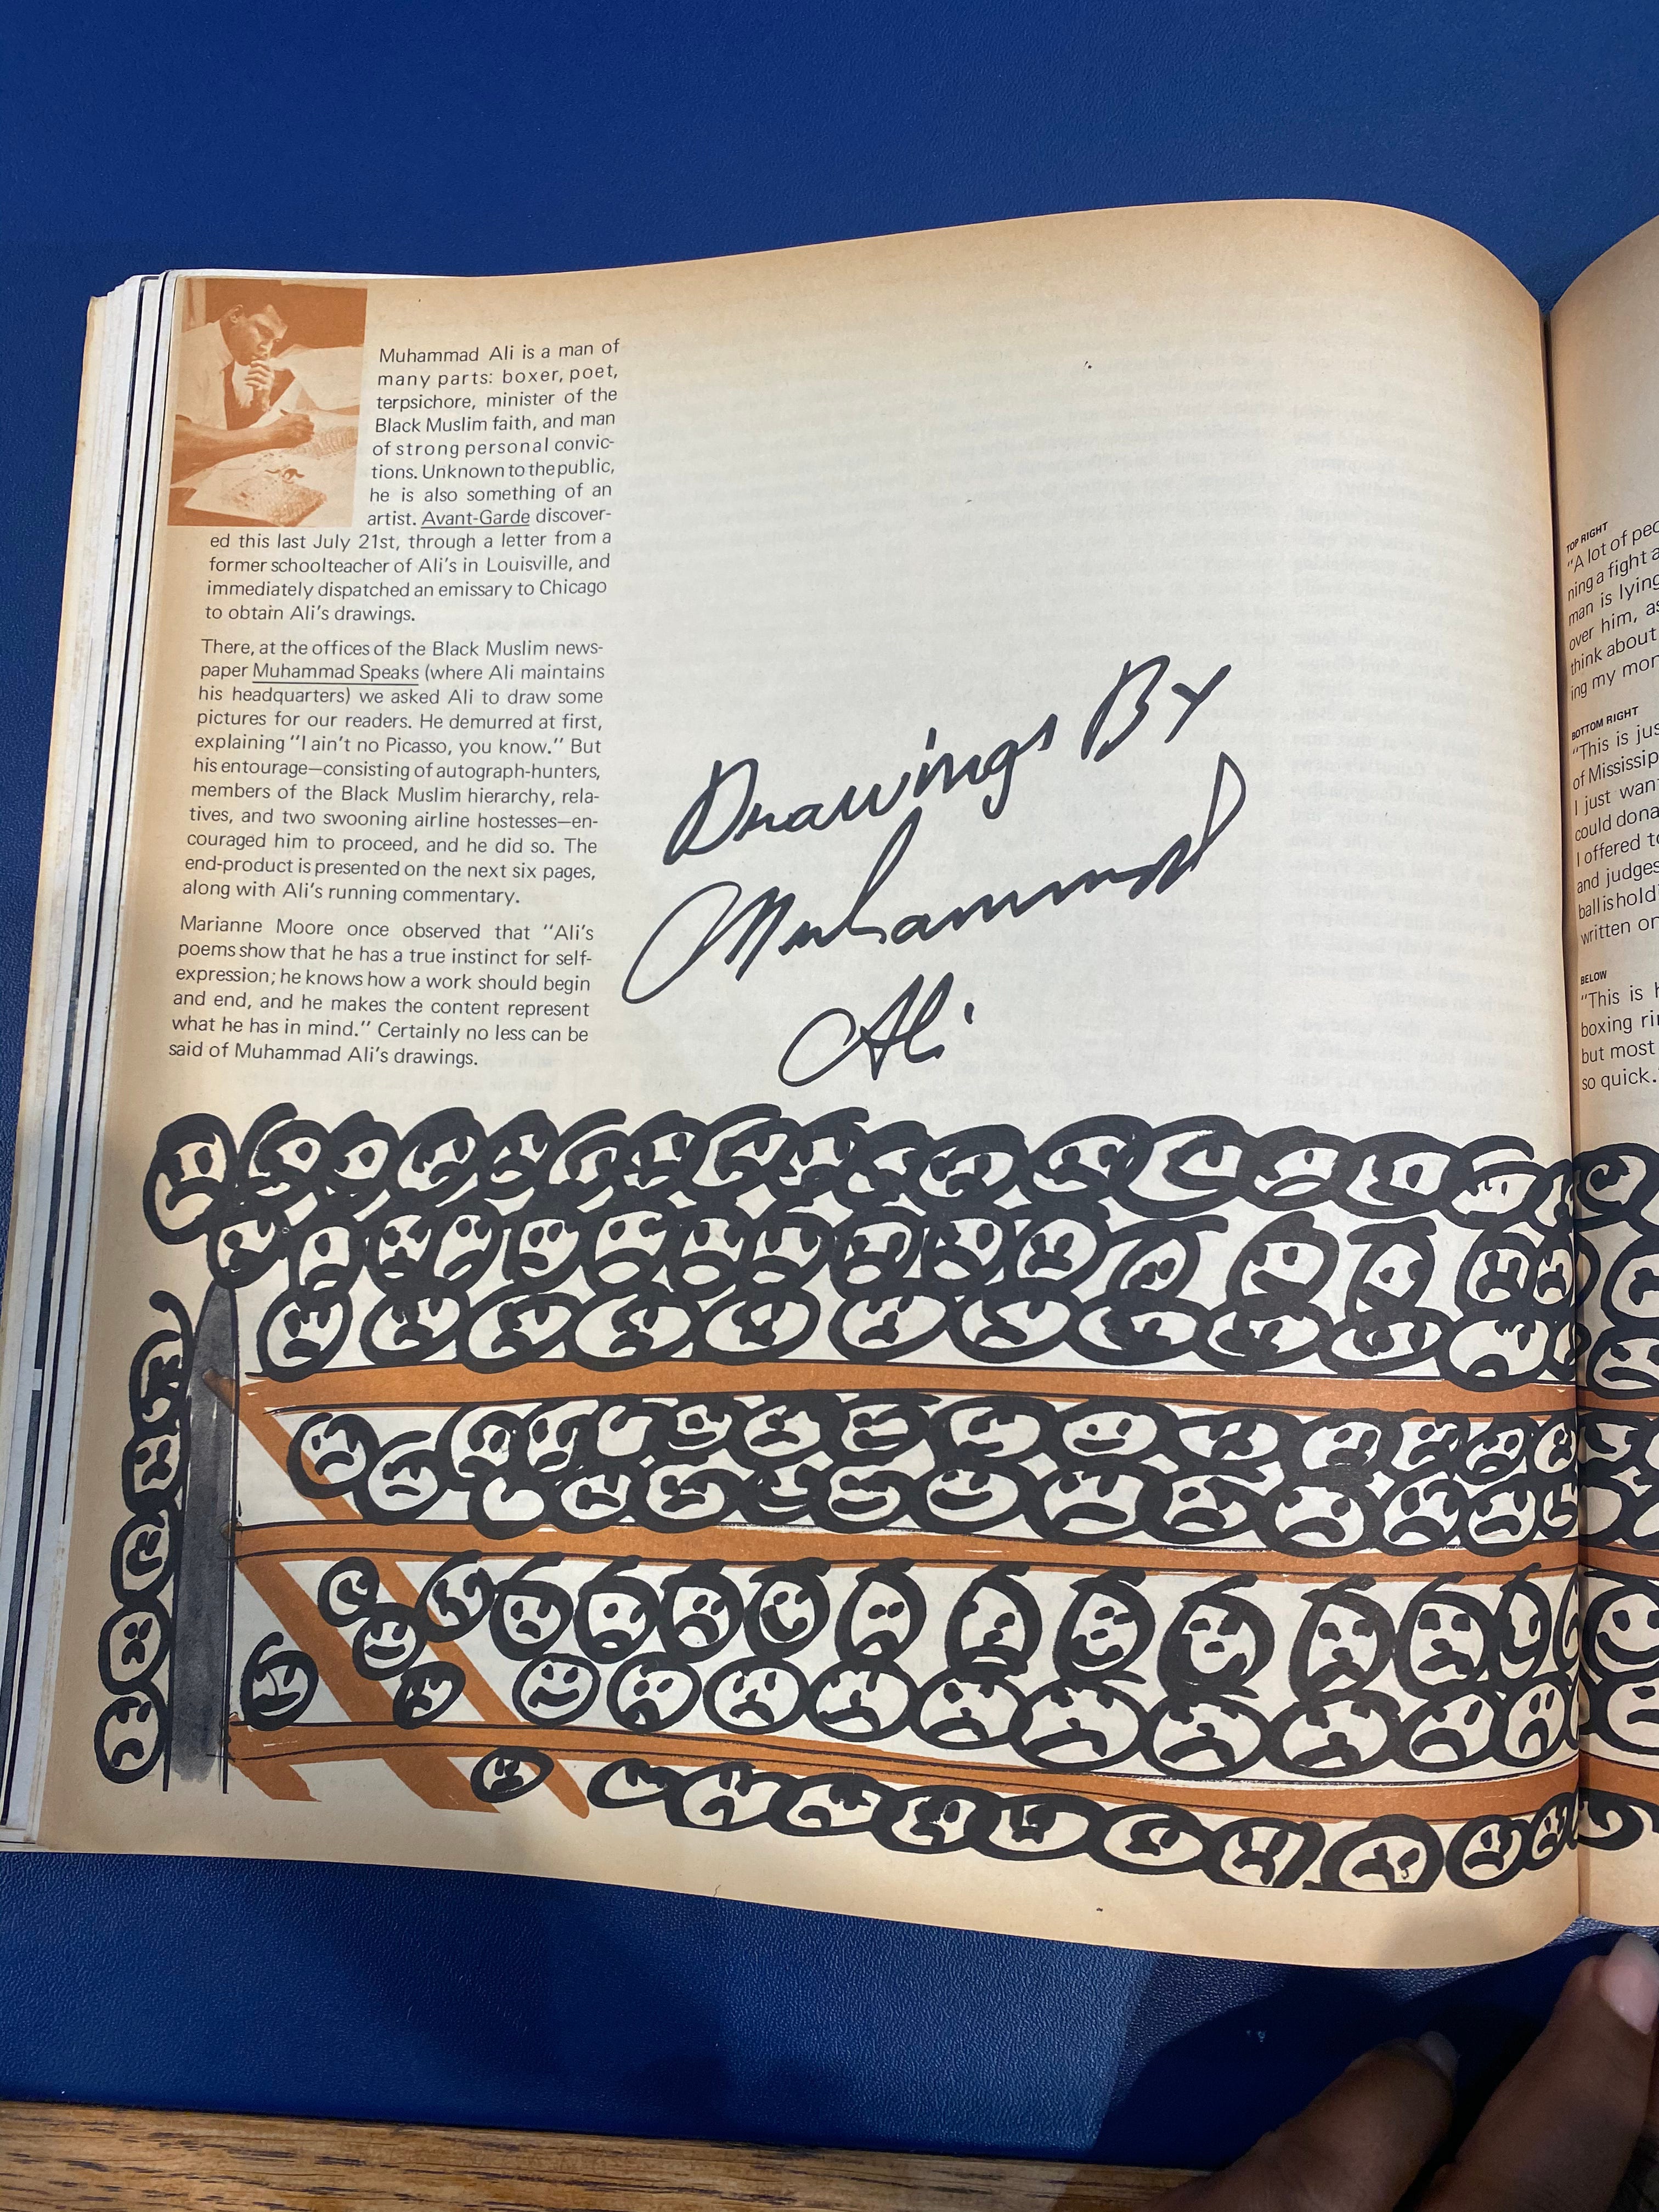 Muhammad Ali is a man of
many parts: boxer, poet,
terpsichore, minister of the
Black Muslim faith, and man
of strong personal convic-
tions. Unknown to the public,
he is also something of an
artist. Avant-Garde discover-
ed this last July 21st, through a letter from a
former schoolteacher of Ali's in Louisville, and
immediately dispatched an emissary to Chicago
to obtain Ali's drawings.
There, at the offices of the Black Muslim news-
paper Muhammad Speaks (where Ali maintains
his headquarters) we asked Ali to draw some
pictures for our readers. He demurred at first,
explaining "I ain't no Picasso, you know." But
his entourage—consisting of autograph-hunters,
members of the Black Muslim hierarchy, rela-
tives, and two swooning airline hostesses—en-
couraged him to proceed, and he did so. The
end-product is presented on the next six pages,
along with Ali's running commentary.
Marianne Moore once observed that "Ali's
poems show that he has a true instinct for self-
expression; he knows how a work should begin
and end, and he makes the content represent
what he has in mind." Certainly no less can be
said of Muhammad Ali's drawings.
Drawings By
Muhammad
Ali
TOP RIGHT
"A lot of
ning a fight
man is lying
over him,
think about
ing my
BOTTOM RIGHT
"This is
of
I just
could
I offered
and judges
ball is
written
BELOW
"This is
boxing
but most
so quick.